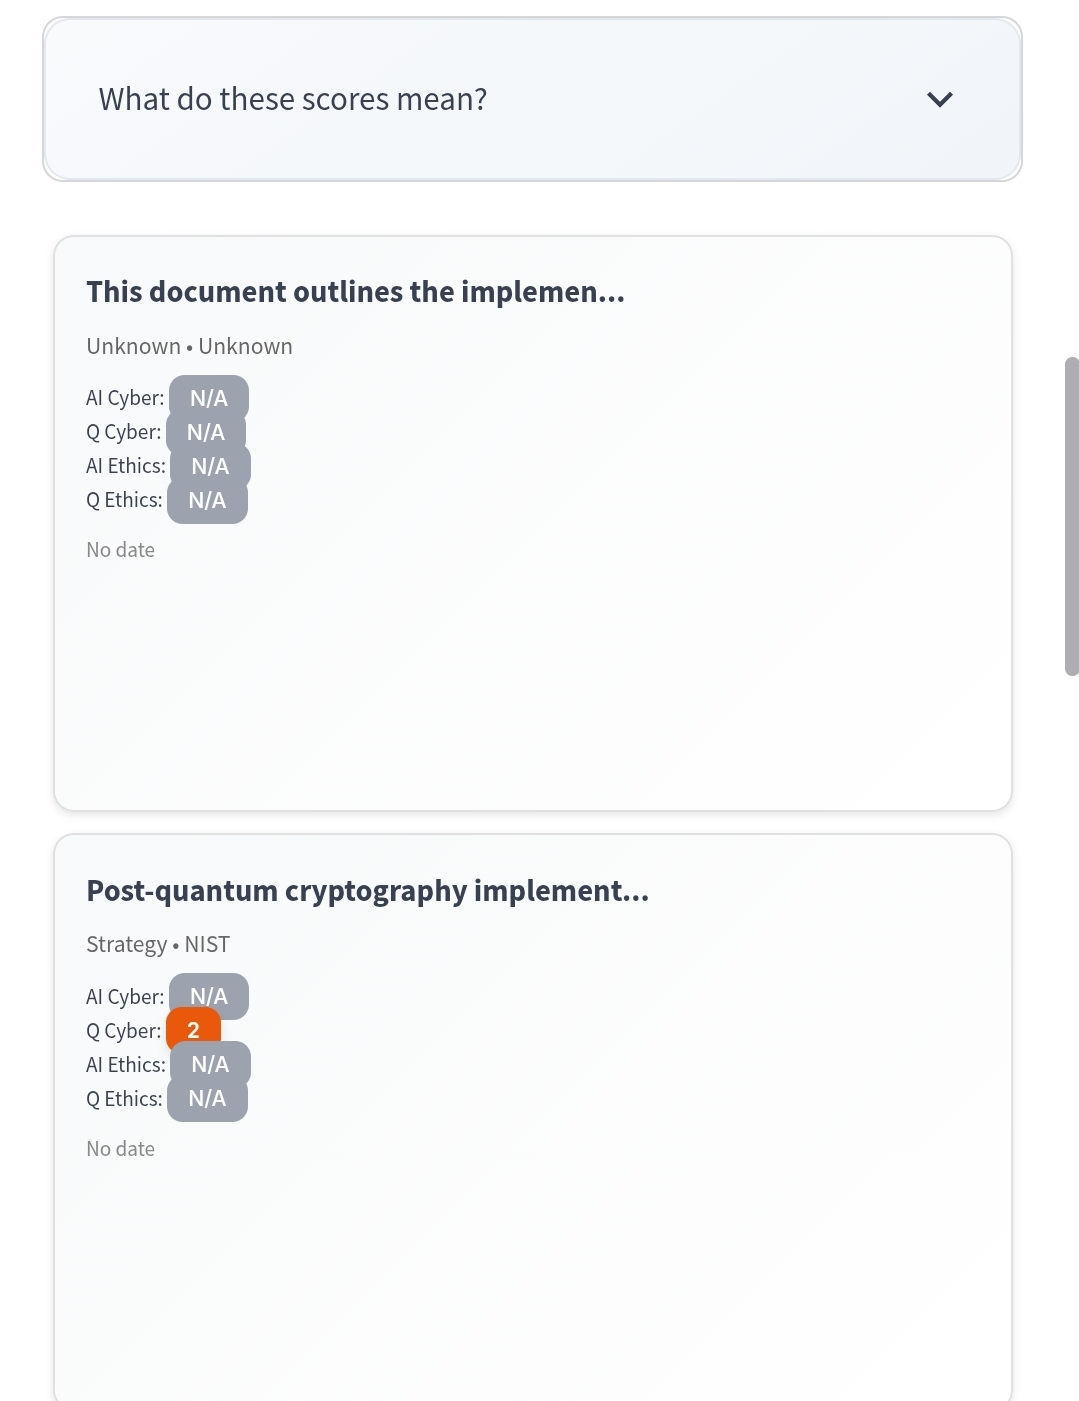 What do these scores mean?
This document outlines the implemen...
Unknown • Unknown
AI Cyber: N/A
Q Cyber: N/A
AI Ethics: N/A
Q Ethics: N/A
No date
Post-quantum cryptography implement...
Strategy • NIST
AI Cyber: N/A
Q Cyber: 2
AI Ethics: N/A
Q Ethics: N/A
No date